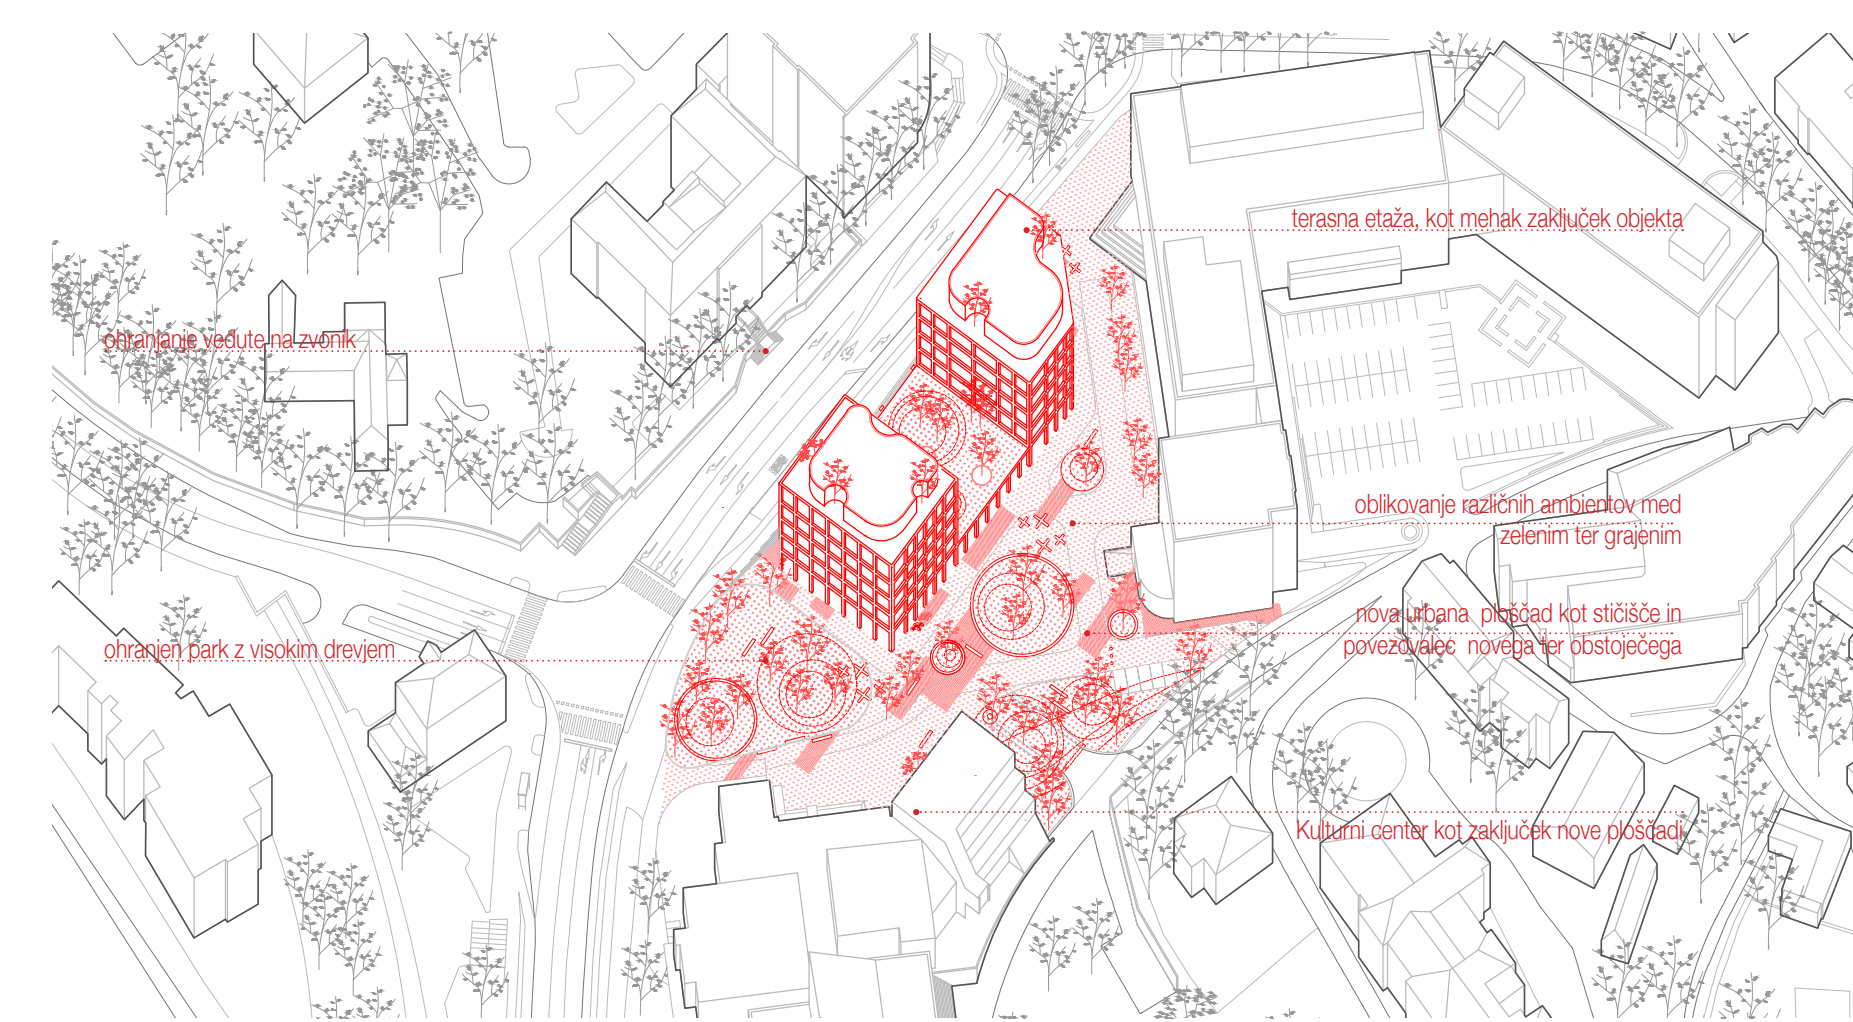 terasna etaža, kot mehak zaključek objekta
ohranjanje vedute na zvonik
oblikovanje različnih ambientov med
zelenim ter grajenim
nova urbana ploščad kot stičišče in
povezovalec novega ter obstoječega
ohranjen park z visokim drevjem
Kulturni center kot zaključek nove ploščadi